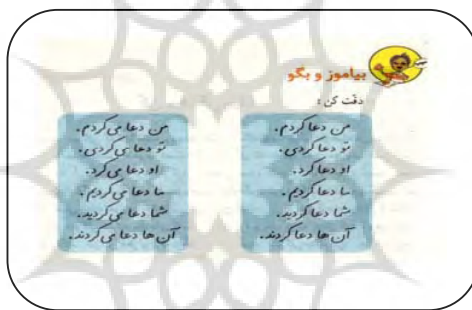 بیاموز و بگو
دقّت کن:
من دعا کردم.
تو دعا کردی.
او دعا کرد.
ما دعا کردیم.
شما دعا کردید.
آن ها دعا کردند.
من دعا می کردم.
تو دعا می کردی.
او دعا می کرد.
ما دعا می کردیم.
شما دعا می کردید.
آن ها دعا می کردند.